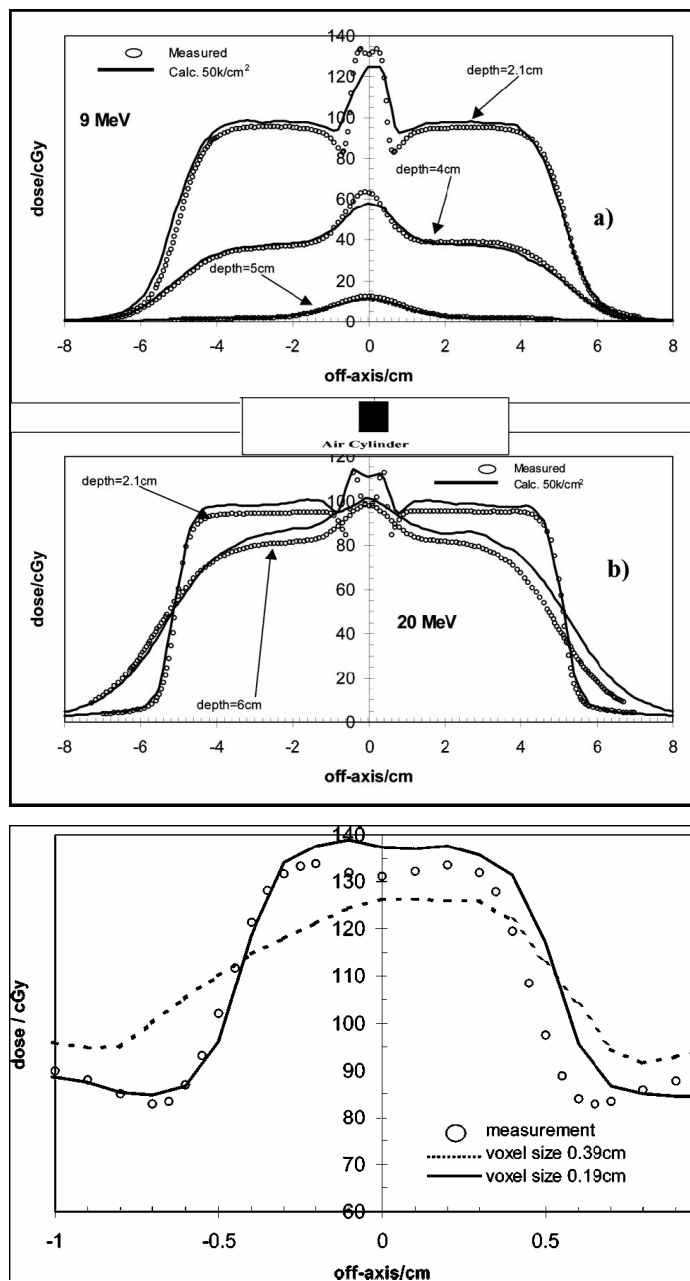 140
Measured
Calc. 50k/cm²
120
depth=2.1cm
9 MeV
100
80
depth=4cm
dose/cGy
60
a)
40
depth=5cm
20
0
-8 -6 -4 -2 0 2 4 6 8
off-axis/cm
Air Cylinder
120
Measured
Calc. 50k/cm²
depth=2.1cm
100
80
b)
dose/cGy
60
20 MeV
40
depth=6cm
20
0
-8 -6 -4 -2 0 2 4 6 8
off-axis/cm
140
130
120
110
dose / cGy
100
90
80
measurement
voxel size 0.39cm
70
voxel size 0.19cm
60
-1 -0.5 0 0.5
off-axis/cm